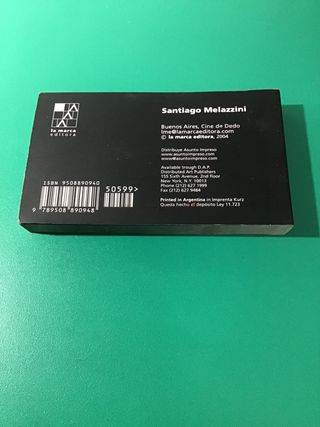 la marca
editora
Santiago Melazzini
Buenos Aires, Cine de Dedo
lme@lamarcaeditora.com
© la marca editora, 2004
Distribuye Asunto Impreso
www.asuntoimpreso.com
www@asuntoimpreso.com
Available trough D.A.P.
Distributed Art Publishers
155 Sixth Avenue, 2nd Floor
New York, N.Y. 10013
Phone (212) 627 1999
Fax (212) 627 9484
Printed in Argentina in Imprenta Kurz
Queda hecho el depósito Ley 11.723
ISBN 9508890940
50599>
9 789508 890948